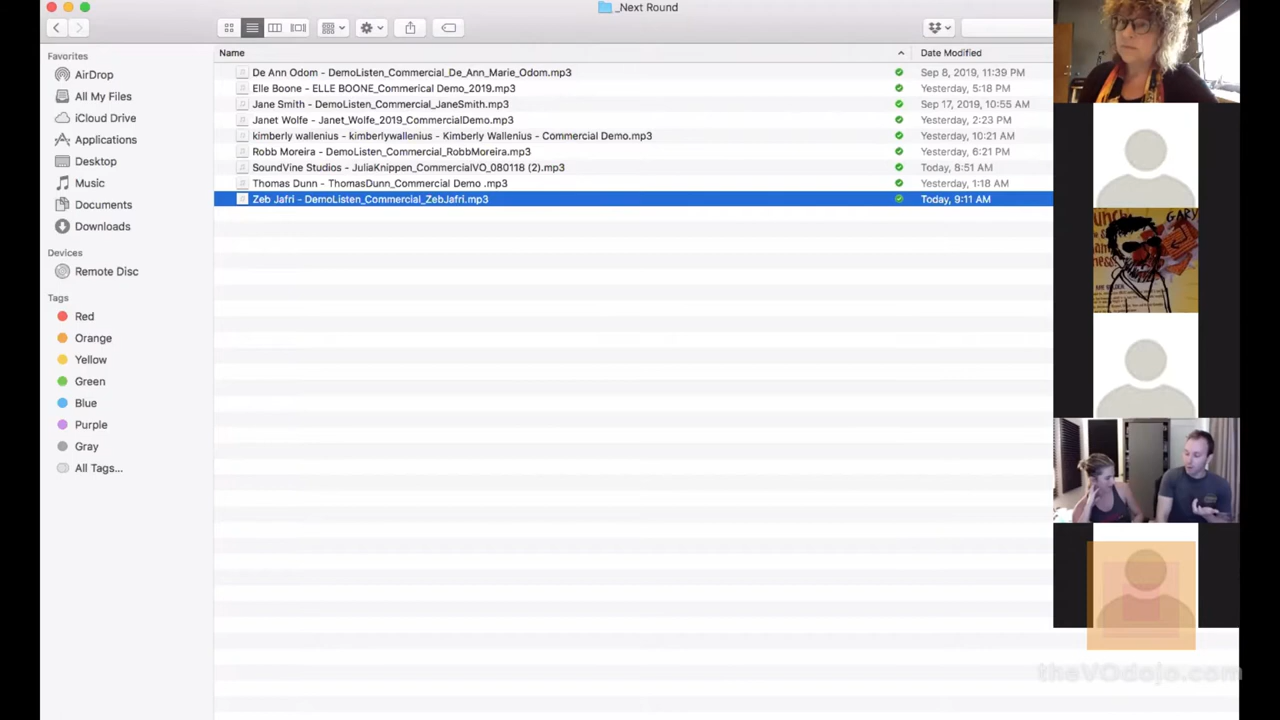 _Next Round
Favorites
AirDrop
All My Files
iCloud Drive
Applications
Desktop
Music
Documents
Downloads
Devices
Remote Disc
Tags
Red
Orange
Yellow
Green
Blue
Purple
Gray
All Tags...
Name Date Modified
De Ann Odom - DemoListen_Commercial_De_Ann_Marie_Odom.mp3 Sep 8, 2019, 11:39 PM
Elle Boone - ELLE BOONE_Commerical Demo_2019.mp3 Yesterday, 5:18 PM
Jane Smith - DemoListen_Commercial_JaneSmith.mp3 Sep 17, 2019, 10:55 AM
Janet Wolfe - Janet_Wolfe_2019_CommercialDemo.mp3 Yesterday, 2:23 PM
kimberly wallenius - kimberlywallenius - Kimberly Wallenius - Commercial Demo.mp3 Yesterday, 10:21 AM
Robb Moreira - DemoListen_Commercial_RobbMoreira.mp3 Yesterday, 6:21 PM
SoundVine Studios - JuliaKnippen_CommercialVO_080118 (2).mp3 Today, 8:51 AM
Thomas Dunn - ThomasDunn_Commercial Demo .mp3 Yesterday, 1:18 AM
Zeb Jafri - DemoListen_Commercial_ZebJafri.mp3 Today, 9:11 AM
GARY
theVOdojo.com